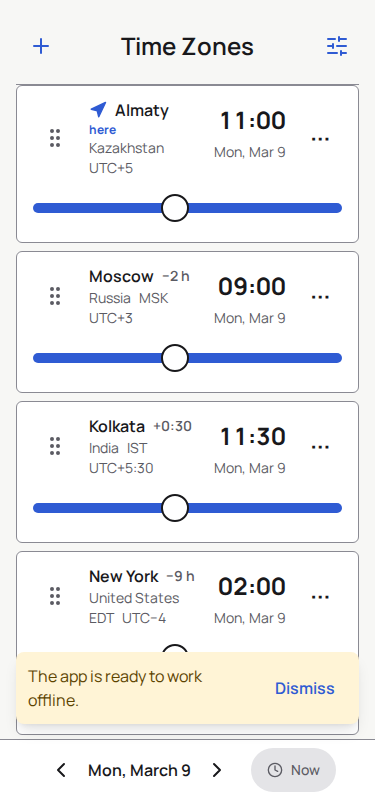 Time Zones
Almaty
here
Kazakhstan
UTC+5
11:00
Mon, Mar 9
Moscow −2 h
Russia MSK
UTC+3
09:00
Mon, Mar 9
Kolkata +0:30
India IST
UTC+5:30
11:30
Mon, Mar 9
New York −9 h
United States
EDT UTC−4
02:00
Mon, Mar 9
The app is ready to work
offline.
Dismiss
Mon, March 9
Now